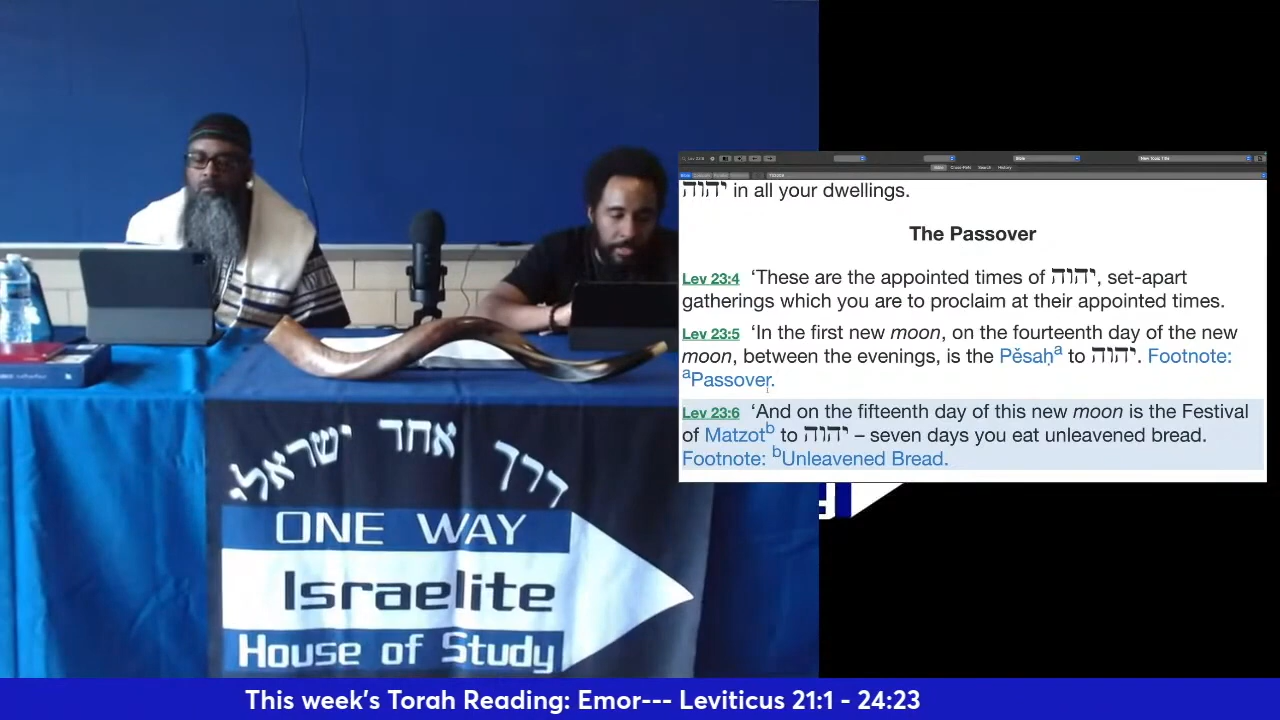 יהוה in all your dwellings.
The Passover
Lev 23:4 ‘These are the appointed times of יהוה, set-apart
gatherings which you are to proclaim at their appointed times.
Lev 23:5 ‘In the first new moon, on the fourteenth day of the new
moon, between the evenings, is the Pěsaḥa to יהוה. Footnote:
aPassover.
Lev 23:6 ‘And on the fifteenth day of this new moon is the Festival
of Matzotb to יהוה – seven days you eat unleavened bread.
Footnote: bUnleavened Bread.
דרך אחד ישראלי
ONE WAY
Israelite
House of Study
This week's Torah Reading: Emor--- Leviticus 21:1 - 24:23